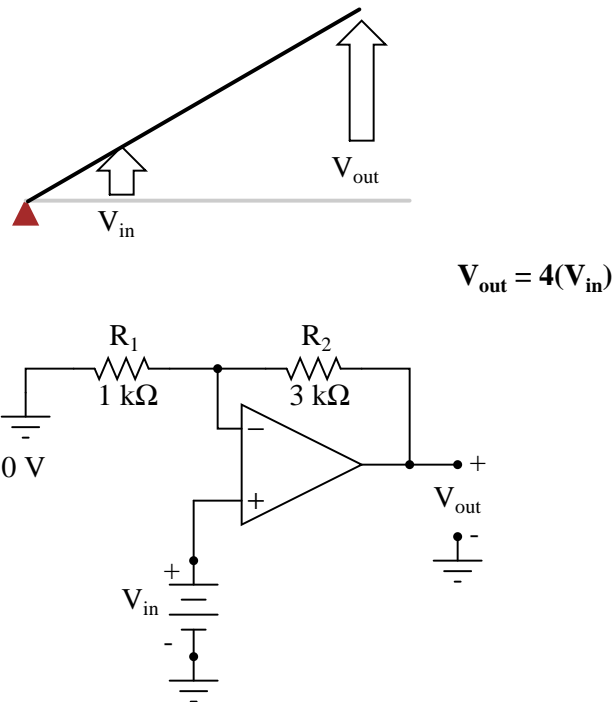 V_out
V_in
V_out = 4(V_in)
R_1
R_2
1 kΩ
3 kΩ
−
0 V
+
+
V_out
-
+
V_in
-